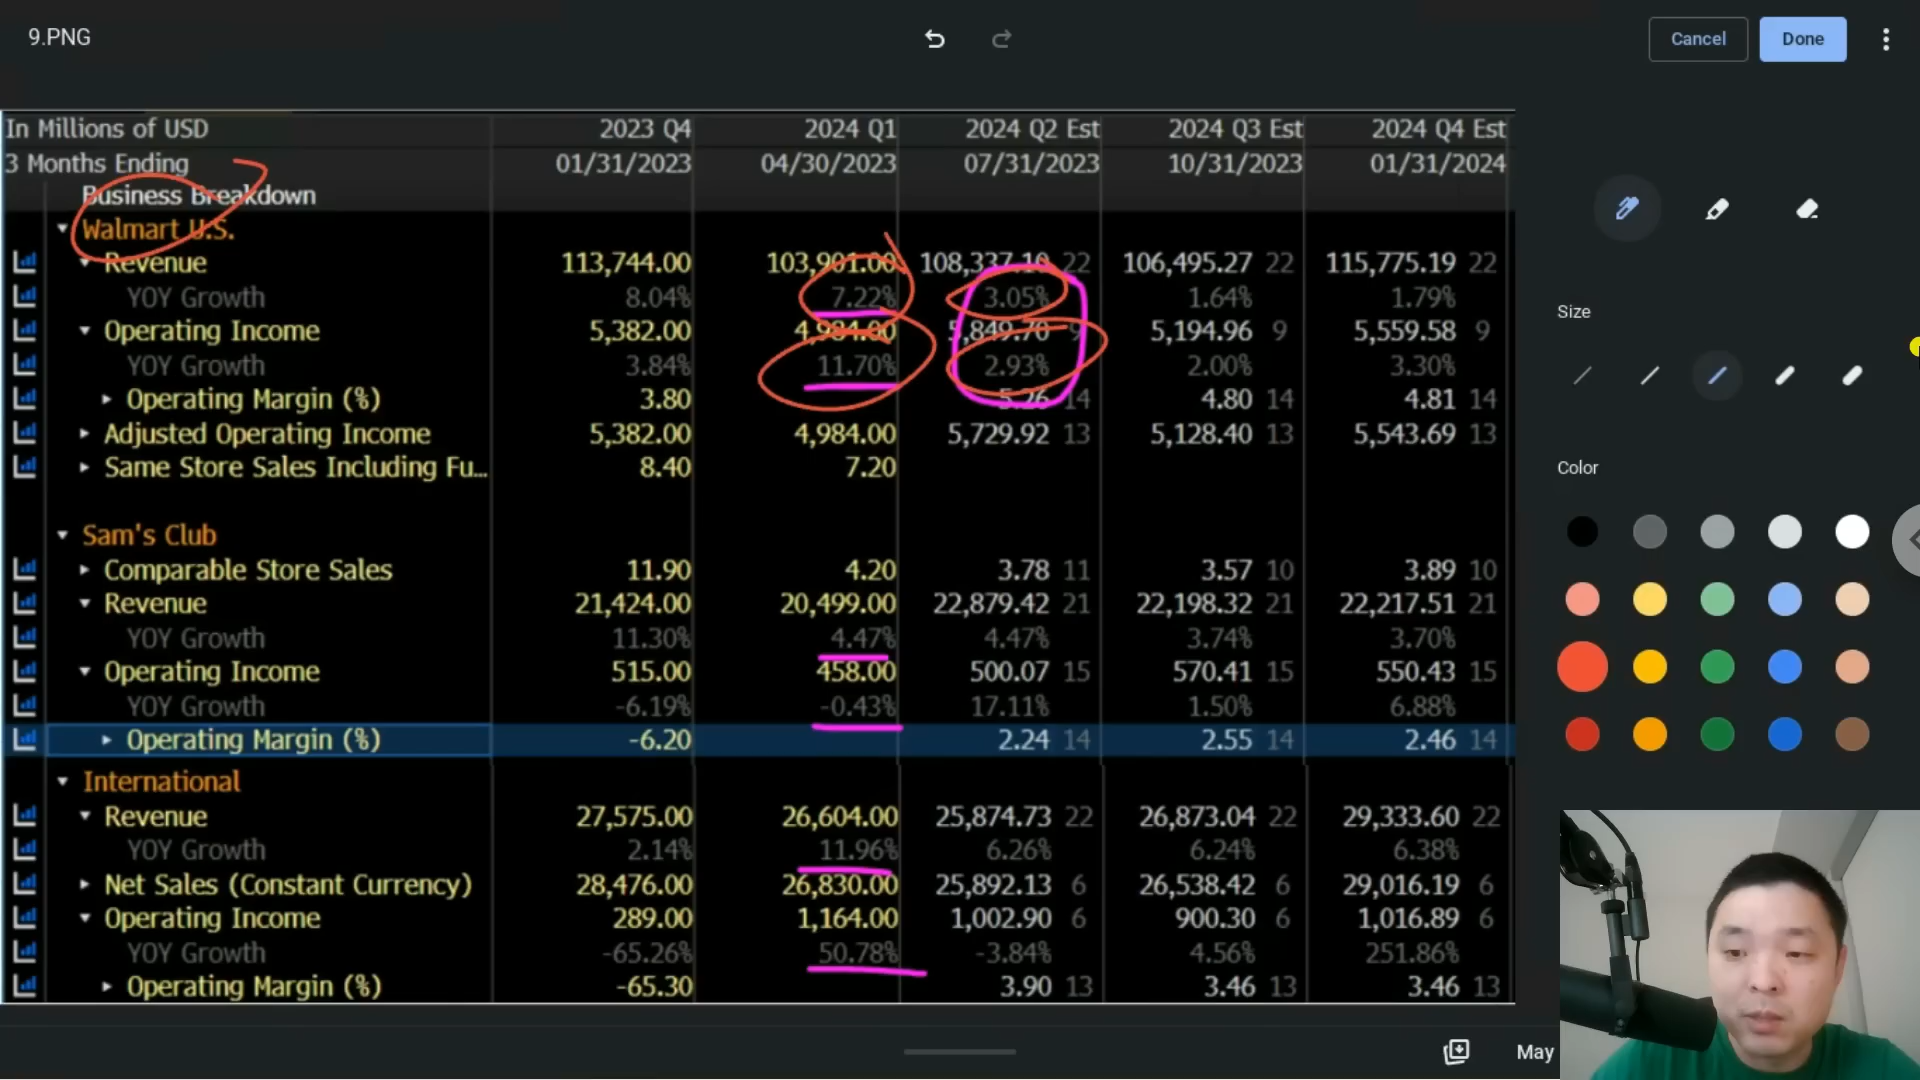 9.PNG
Cancel
Done
In Millions of USD 2023 Q4 2024 Q1 2024 Q2 Est 2024 Q3 Est 2024 Q4 Est
3 Months Ending 01/31/2023 04/30/2023 07/31/2023 10/31/2023 01/31/2024
Business Breakdown
Walmart U.S.
Revenue 113,744.00 103,901.00 108,337.10 22 106,495.27 22 115,775.19 22
YOY Growth 8.04% 7.22% 3.05% 1.64% 1.79%
Operating Income 5,382.00 4,984.00 5,849.70 9 5,194.96 9 5,559.58 9
YOY Growth 3.84% 11.70% 2.93% 2.00% 3.30%
Operating Margin (%) 3.80 5.26 14 4.80 14 4.81 14
Adjusted Operating Income 5,382.00 4,984.00 5,729.92 13 5,128.40 13 5,543.69 13
Same Store Sales Including Fu... 8.40 7.20
Sam's Club
Comparable Store Sales 11.90 4.20 3.78 11 3.57 10 3.89 10
Revenue 21,424.00 20,499.00 22,879.42 21 22,198.32 21 22,217.51 21
YOY Growth 11.30% 4.47% 4.47% 3.74% 3.70%
Operating Income 515.00 458.00 500.07 15 570.41 15 550.43 15
YOY Growth -6.19% -0.43% 17.11% 1.50% 6.88%
Operating Margin (%) -6.20 2.24 14 2.55 14 2.46 14
International
Revenue 27,575.00 26,604.00 25,874.73 22 26,873.04 22 29,333.60 22
YOY Growth 2.14% 11.96% 6.26% 6.24% 6.38%
Net Sales (Constant Currency) 28,476.00 26,830.00 25,892.13 6 26,538.42 6 29,016.19 6
Operating Income 289.00 1,164.00 1,002.90 6 900.30 6 1,016.89 6
YOY Growth -65.26% 50.78% -3.84% 4.56% 251.86%
Operating Margin (%) -65.30 3.90 13 3.46 13 3.46 13
Size
Color
May